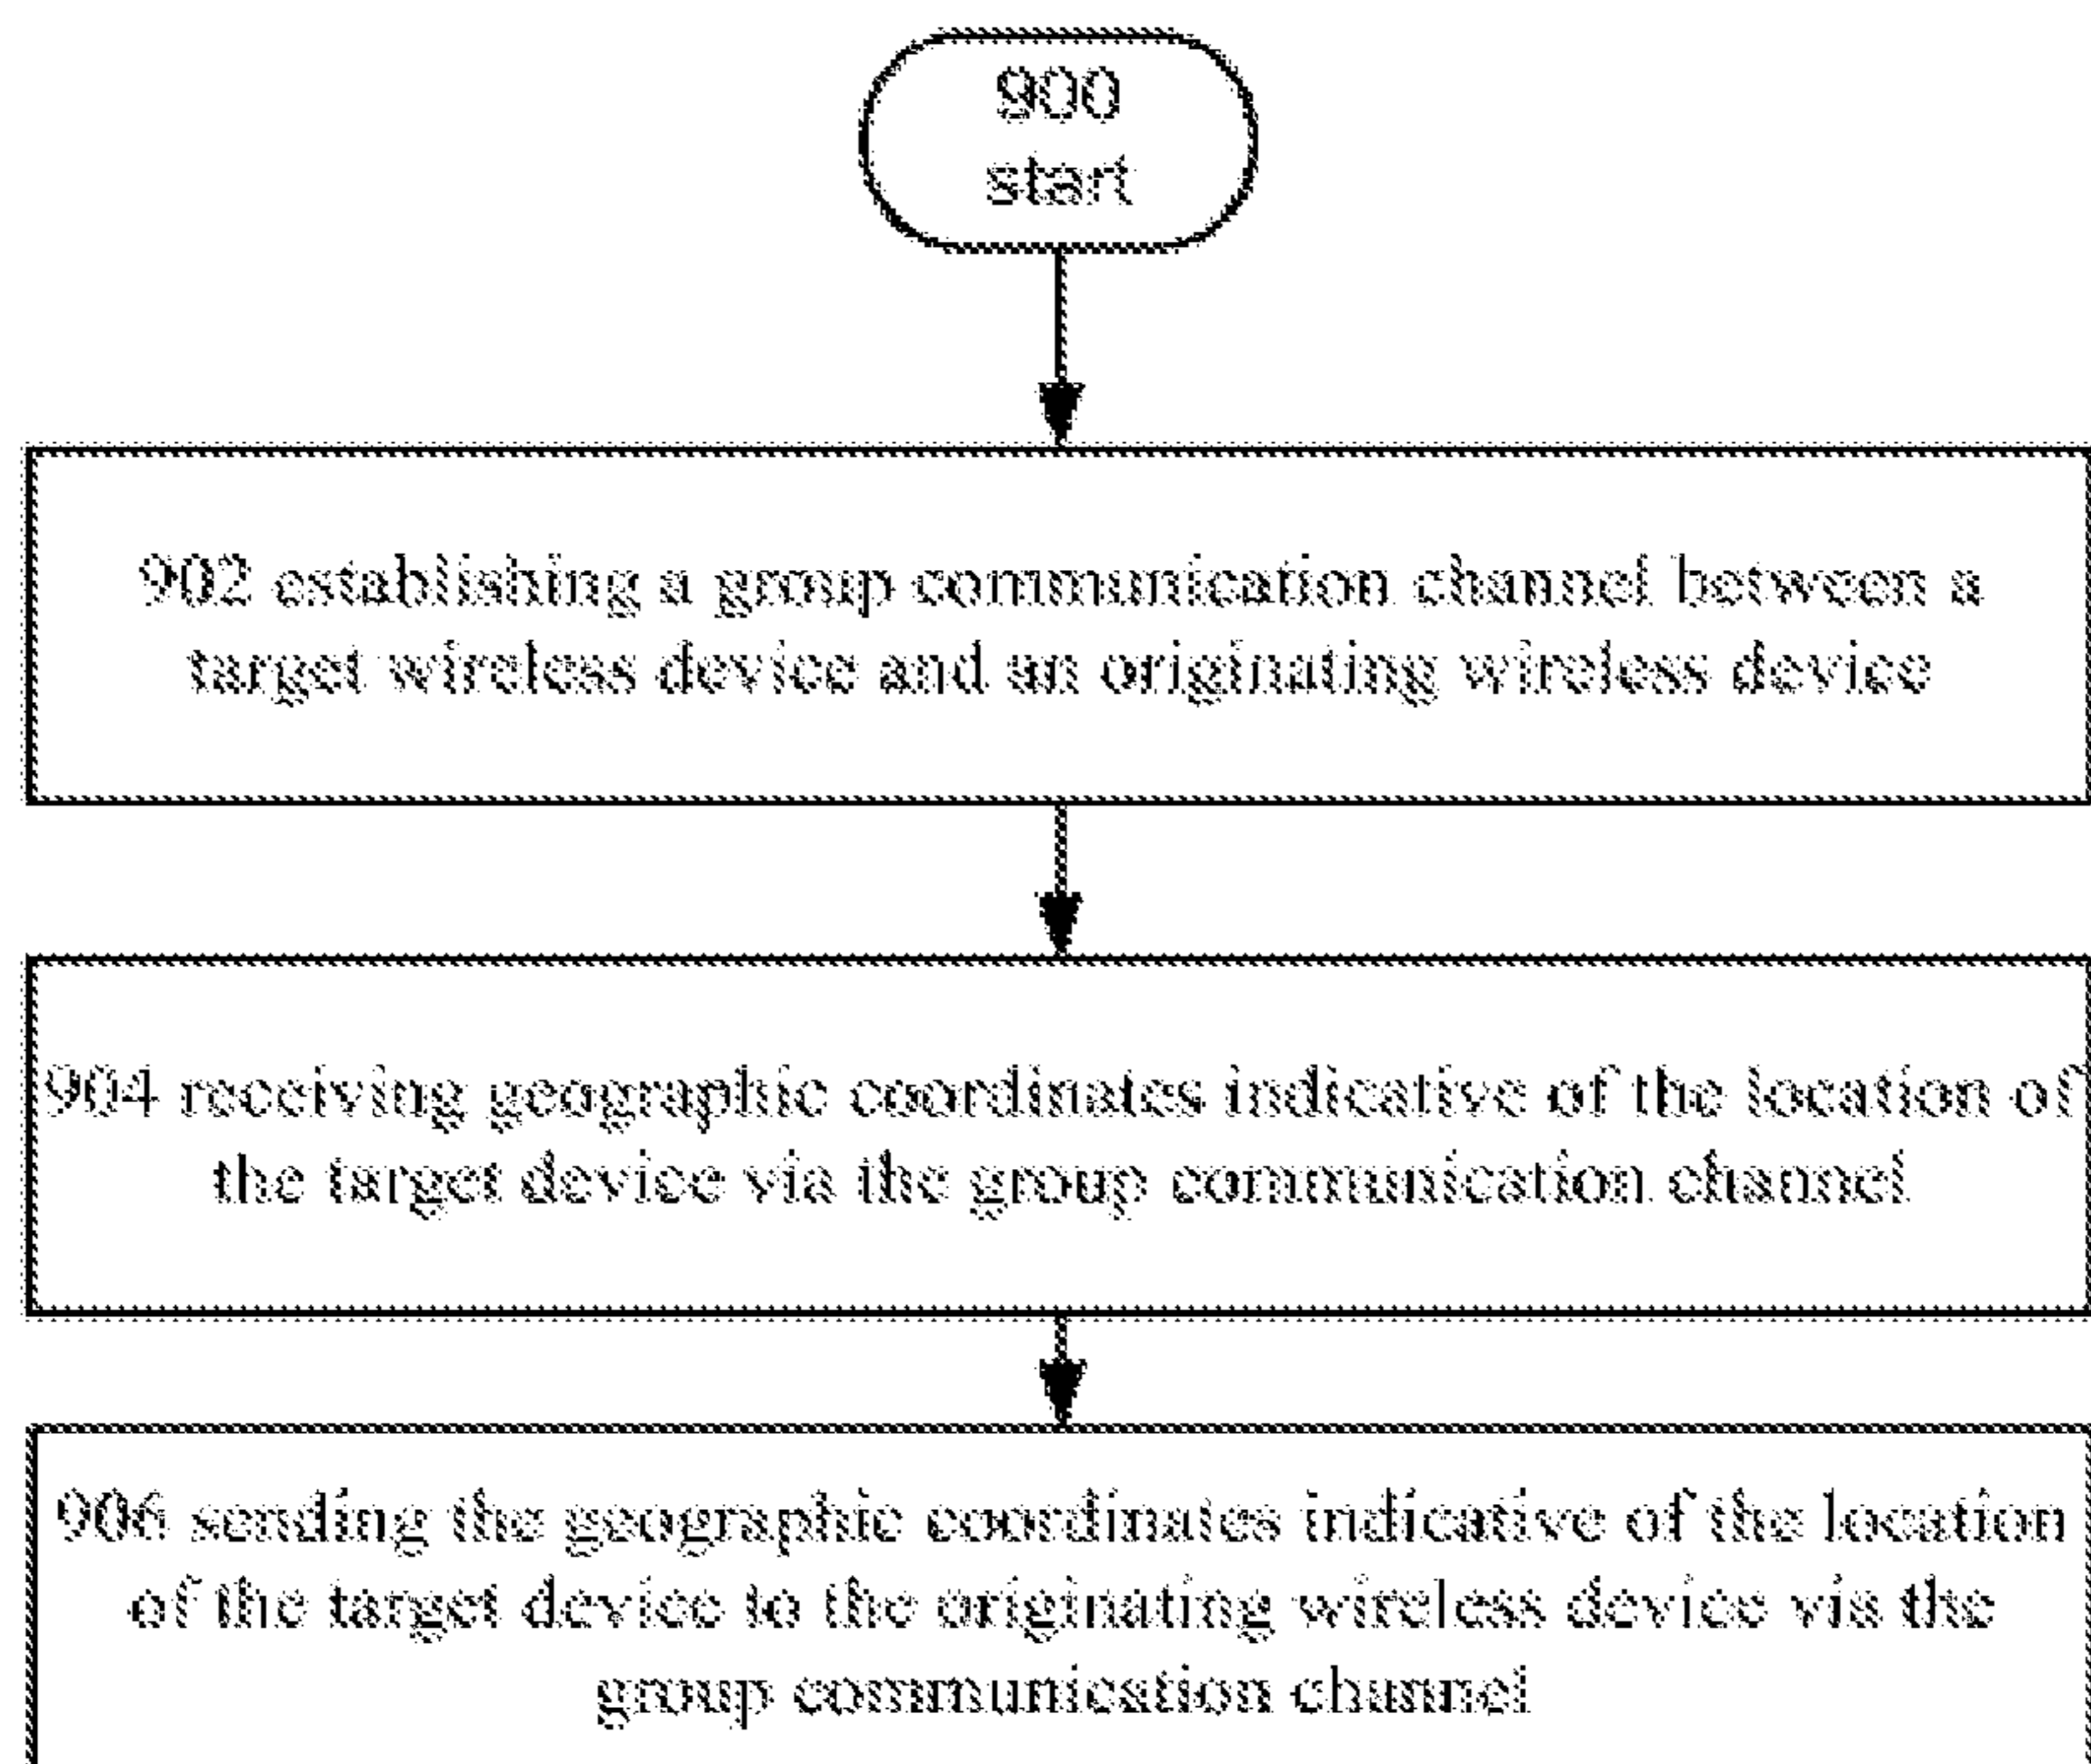 900
start
902 establishing a group communication channel between a
target wireless device and an originating wireless device
904 receiving geographic coordinates indicative of the location of
the target device via the group communication channel
906 sending the geographic coordinates indicative of the location
of the target device to the originating wireless device via the
group communication channel